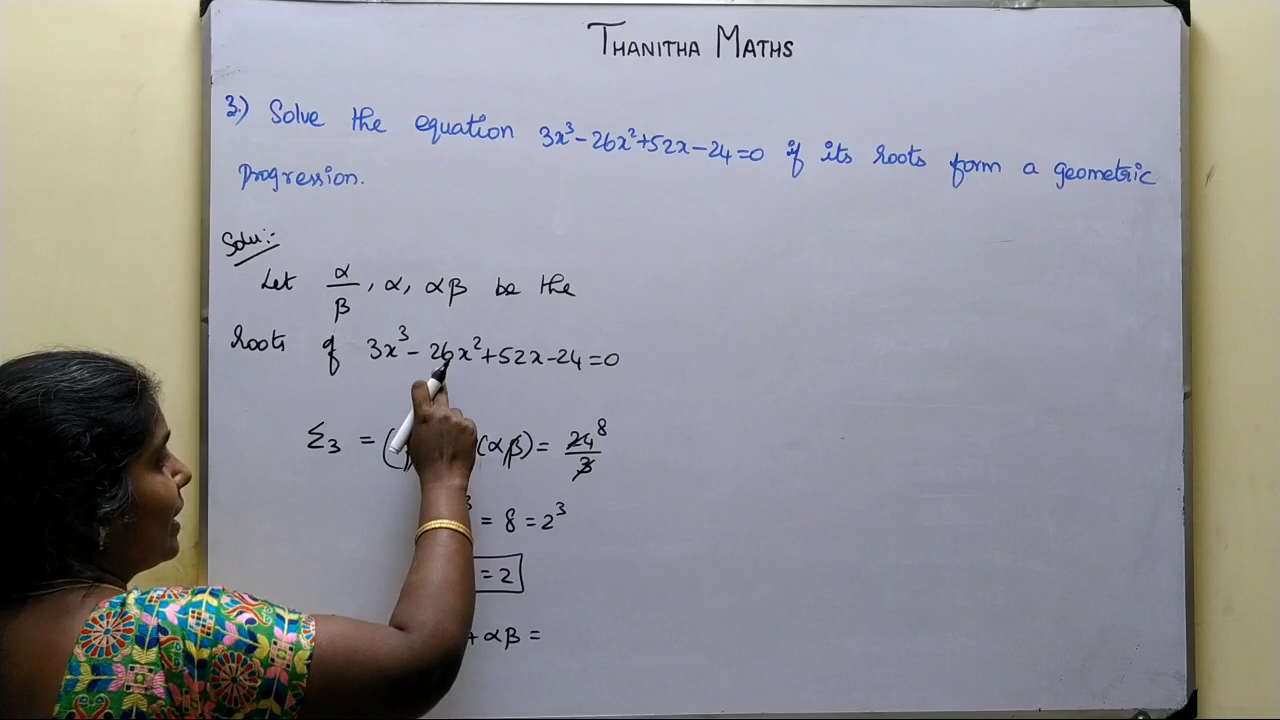 THANITHA MATHS
3.) Solve the equation 3x³-26x²+52x-24=0 if its roots form a geometric
progression.
Solu:-
Let α/β, α, αβ be the
roots of 3x³-26x²+52x-24=0
Σ₃ = ( (αβ) = 24/3 8
= 8 = 2³
= 2
+ αβ =